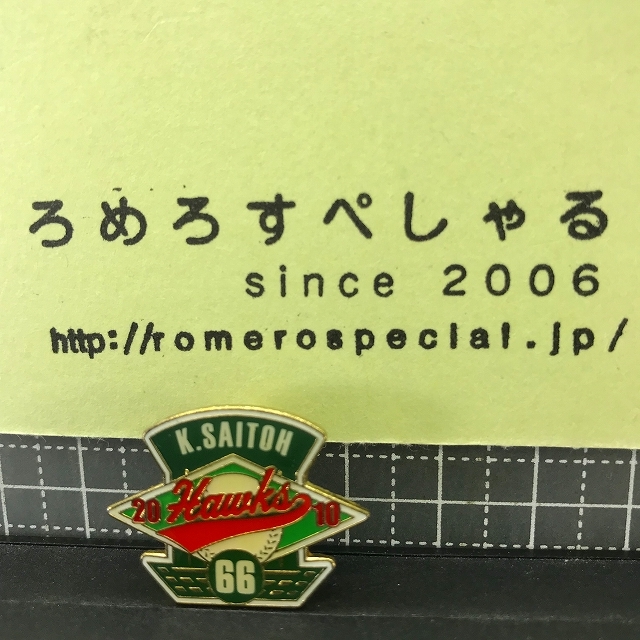 ろめろすぺしゃる
since 2006
http://romerospecial.jp/
K.SAITOH
20 Hawks 10
66